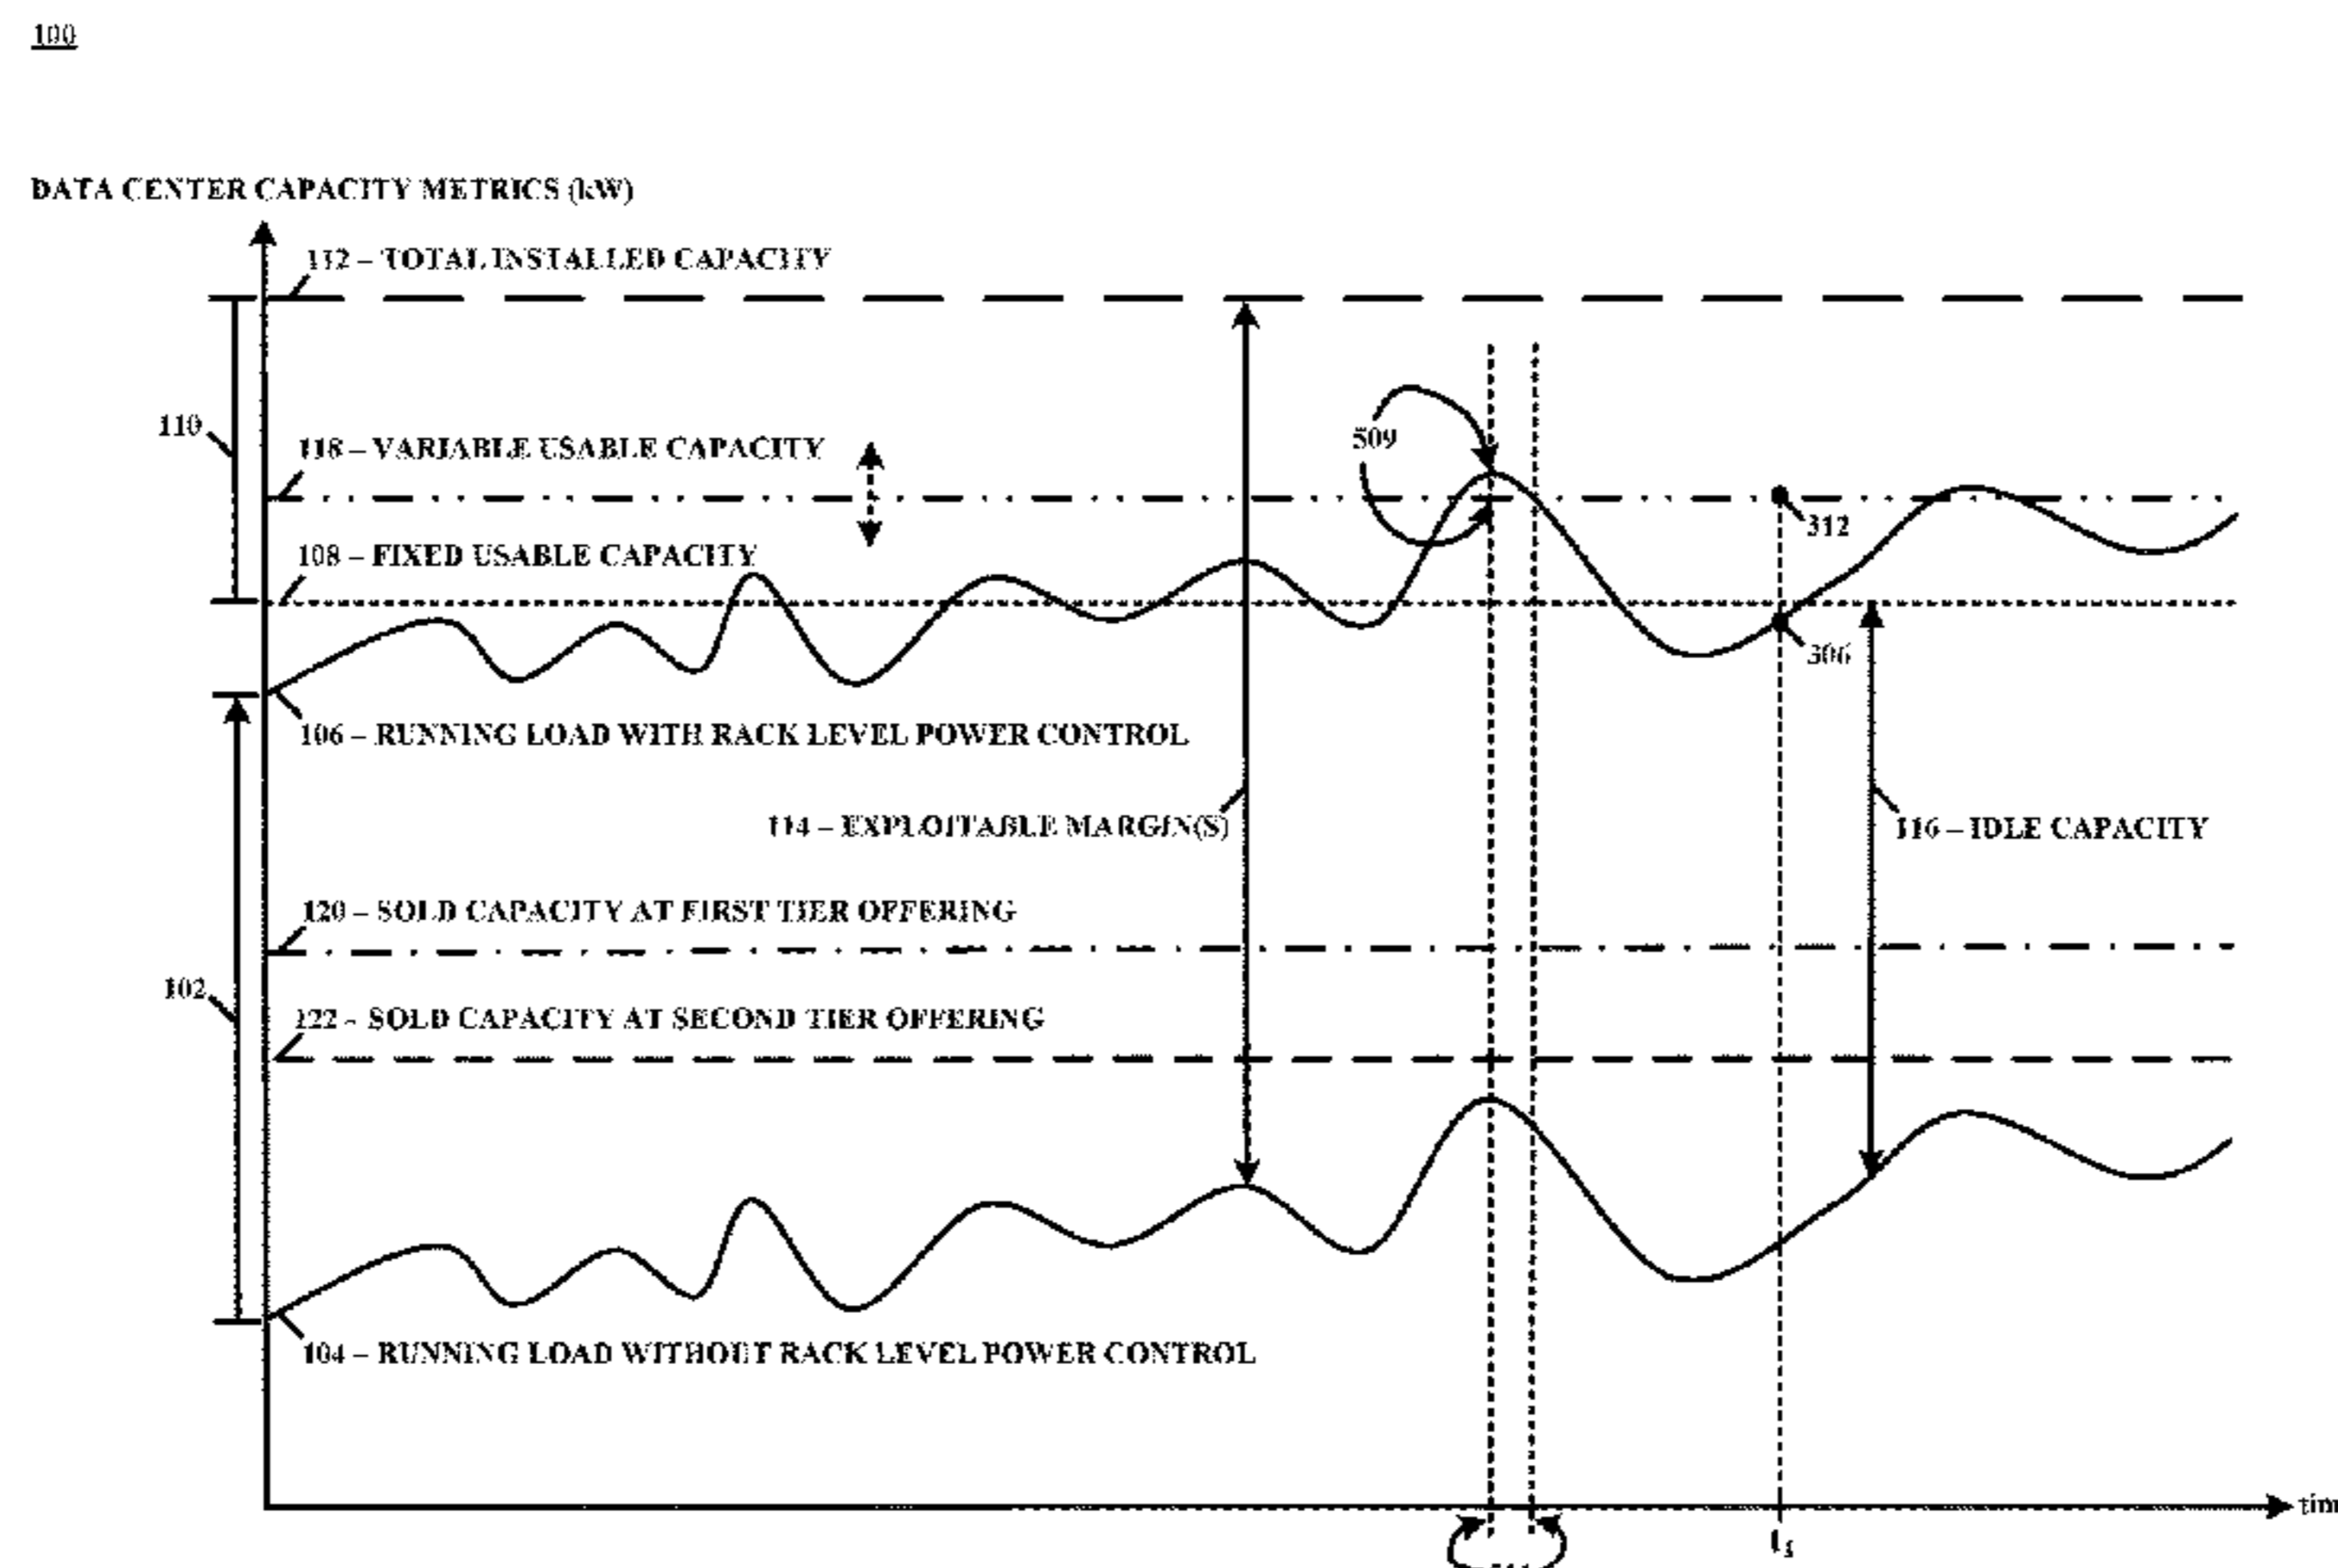 100
DATA CENTER CAPACITY METRICS (kW)
112 – TOTAL INSTALLED CAPACITY
110
118 – VARIABLE USABLE CAPACITY
509
312
108 – FIXED USABLE CAPACITY
306
106 – RUNNING LOAD WITH RACK LEVEL POWER CONTROL
114 – EXPLOITABLE MARGIN(S)
116 – IDLE CAPACITY
120 – SOLD CAPACITY AT FIRST TIER OFFERING
102
122 – SOLD CAPACITY AT SECOND TIER OFFERING
104 – RUNNING LOAD WITHOUT RACK LEVEL POWER CONTROL
tim